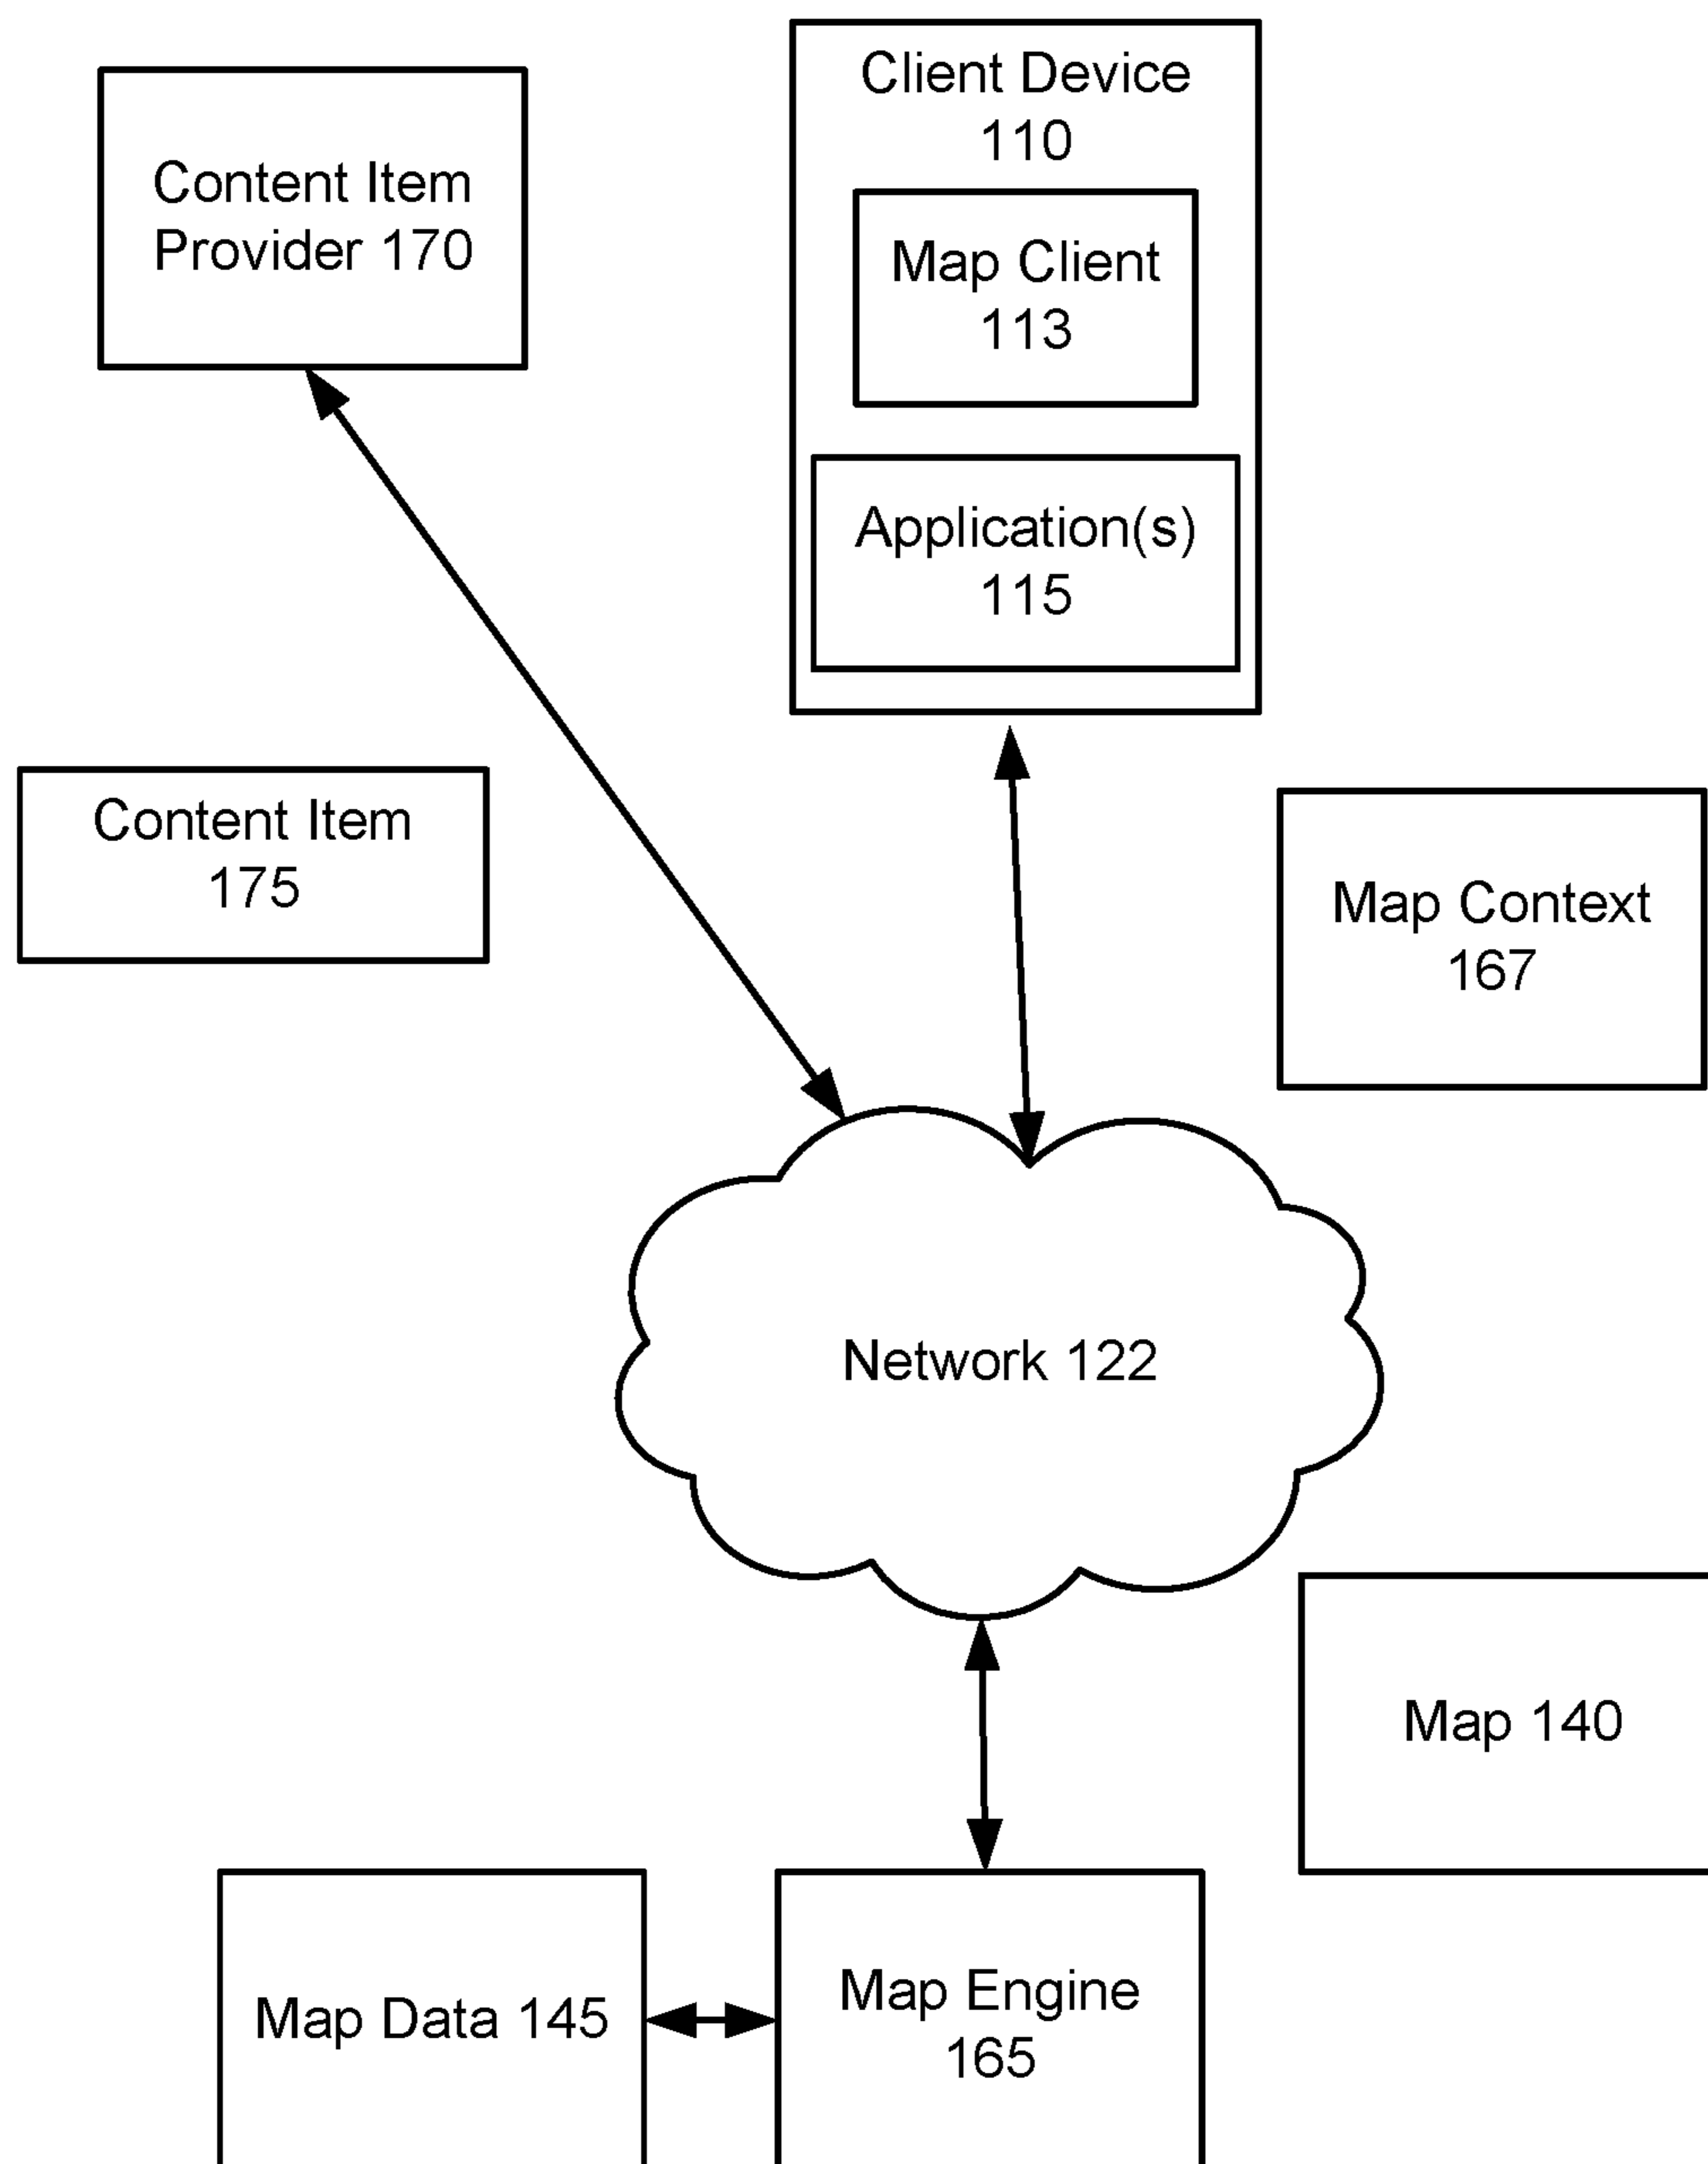 Client Device
110
Content Item
Provider 170
Map Client
113
Application(s)
115
Content Item
175
Map Context
167
Network 122
Map 140
Map Data 145
Map Engine
165